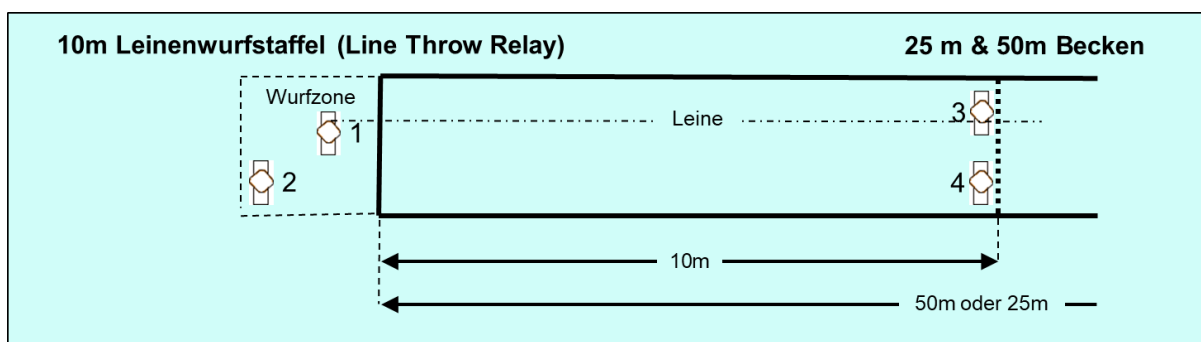 10m Leinenwurfstaffel (Line Throw Relay) 25 m & 50m Becken
Wurfzone
1 Leine 3
2 4
10m
50m oder 25m